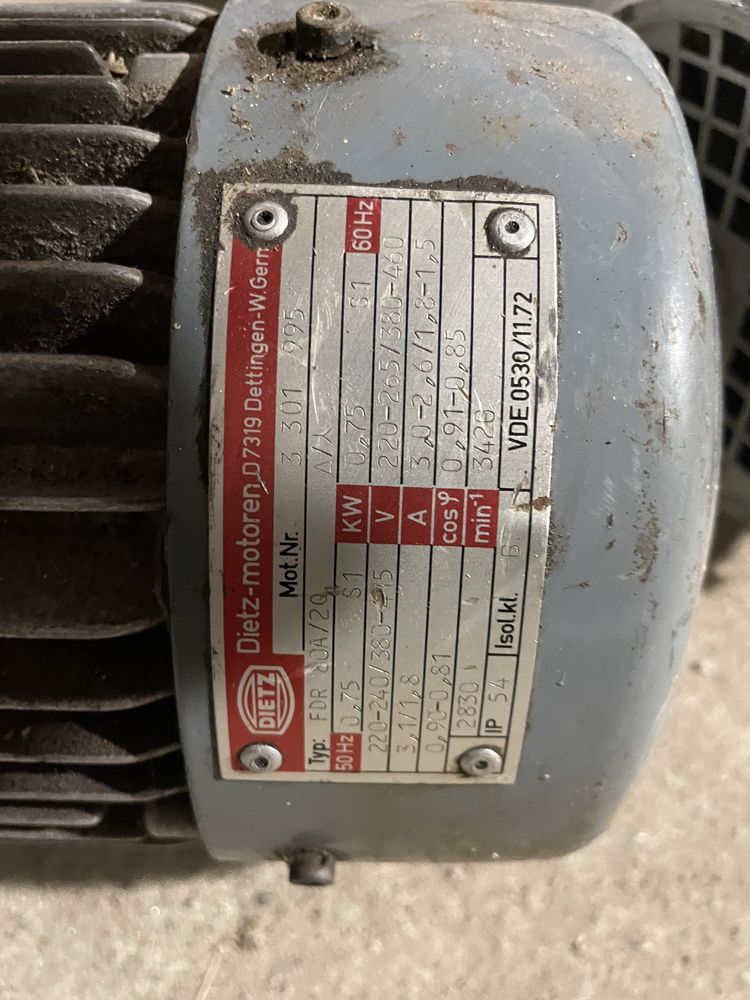 DIETZ
Dietz-motoren D7319 Dettingen-W.Germ
Mot.Nr. 3 301 995
Typ: FDR 80A/2Q Δ/⅄
50Hz 0,75 S1 KW 0,75 S1 60Hz
220-240/380-415 V 220-265/380-460
3,1/1,8 A 3,0-2,6/1,8-1,5
0,90-0,81 cosφ 0,91-0,85
2830 min⁻¹ 3420
IP 54 Isol.kl. B VDE 0530/11.72